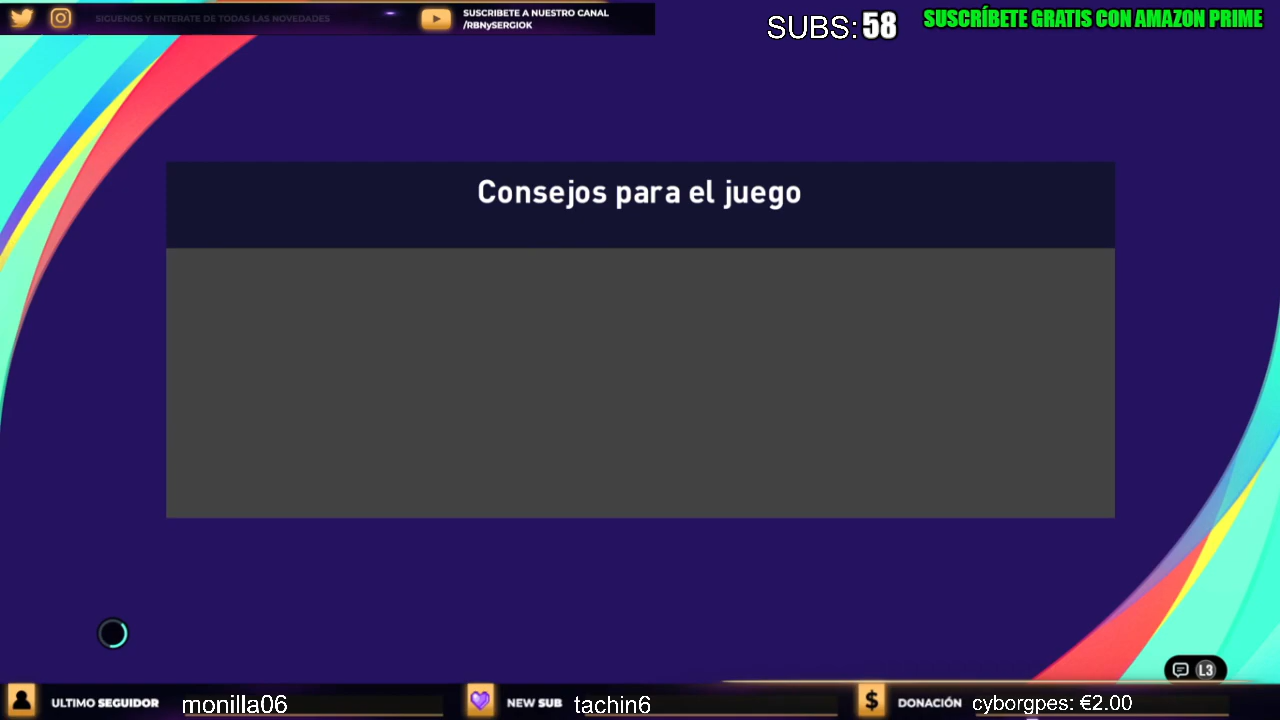 SIGUENOS Y ENTERATE DE TODAS LAS NOVEDADES
SUSCRIBETE A NUESTRO CANAL
/RBNySERGIOK
SUBS: 58
SUSCRÍBETE GRATIS CON AMAZON PRIME
Consejos para el juego
L3
ULTIMO SEGUIDOR monilla06
NEW SUB tachin6
DONACIÓN cyborgpes: €2.00